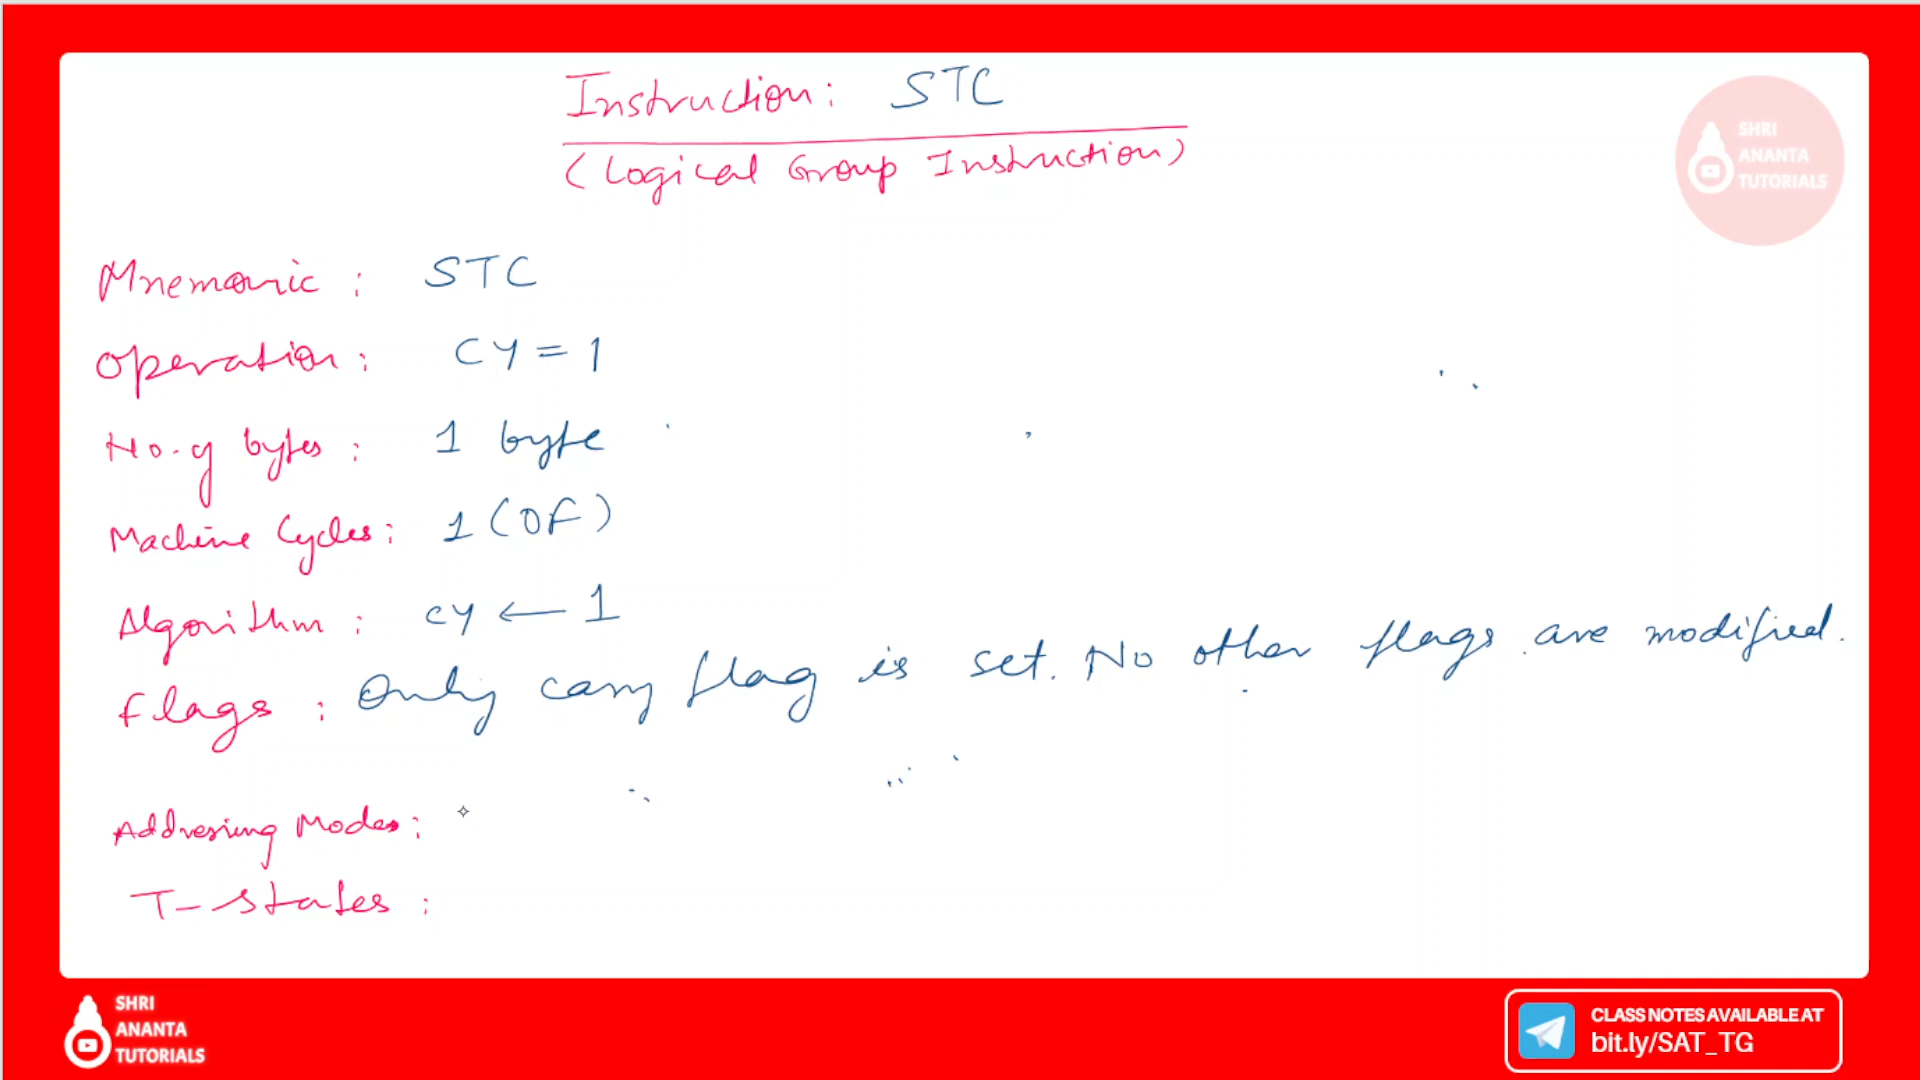 Instruction: STC
(Logical Group Instruction)
SHRI
ANANTA
TUTORIALS
Mnemonic : STC
Operation : CY = 1
No. of bytes : 1 byte
Machine Cycles : 1 (OF)
Algorithm : CY ← 1
Flags : Only carry flag is set. No other flags are modified.
Addressing Modes :
T-states :
SHRI
ANANTA
TUTORIALS
CLASS NOTES AVAILABLE AT
bit.ly/SAT_TG